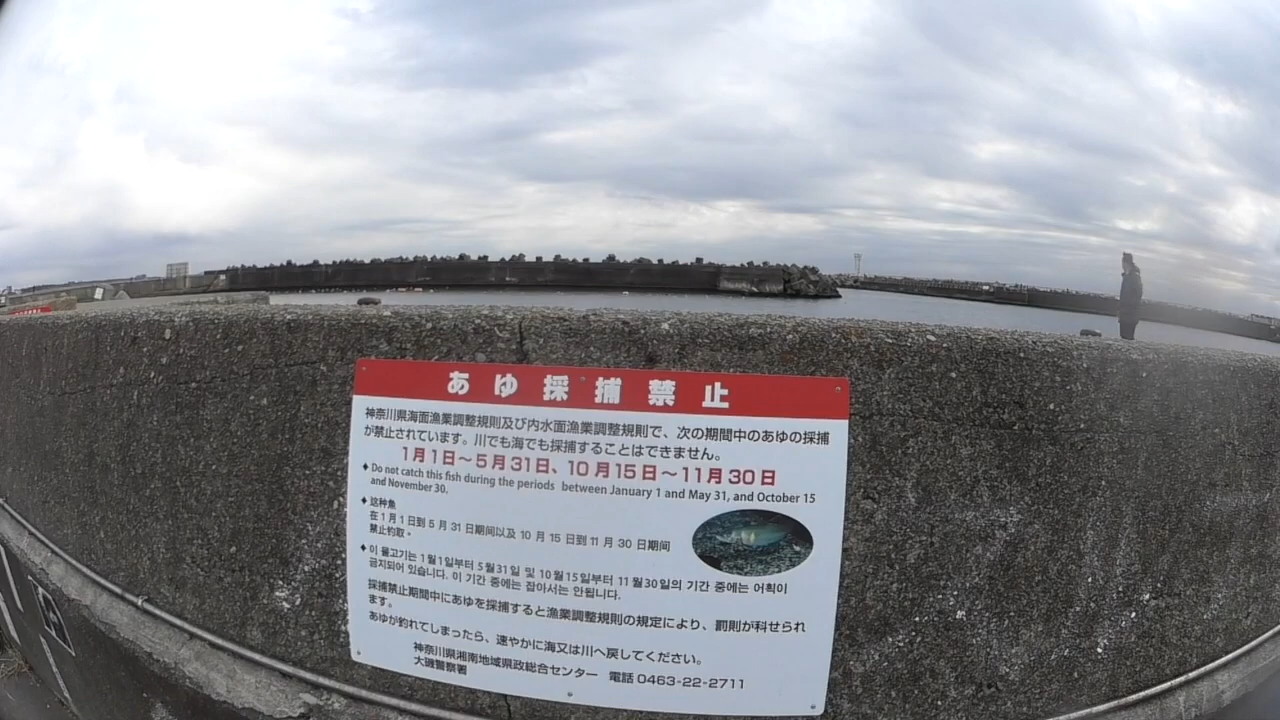 あゆ採捕禁止
神奈川県海面漁業調整規則及び内水面漁業調整規則で、次の期間中のあゆの採捕
が禁止されています。川でも海でも採捕することはできません。
1月1日～5月31日、10月15日～11月30日
♦ Do not catch this fish during the periods between January 1 and May 31, and October 15
and November 30.
♦ 这种鱼
在1月1日到5月31日期间以及10月15日到11月30日期间
禁止钓取。
♦ 이 물고기는 1월1일부터 5월31일 및 10월15일부터 11월30일의 기간 중에는 어획이
금지되어 있습니다. 이 기간 중에는 잡아서는 안됩니다.
採捕禁止期間中にあゆを採捕すると漁業調整規則の規定により、罰則が科せられ
ます。
あゆが釣れてしまったら、速やかに海又は川へ戻してください。
神奈川県湘南地域県政総合センター 電話 0463-22-2711
大磯警察署